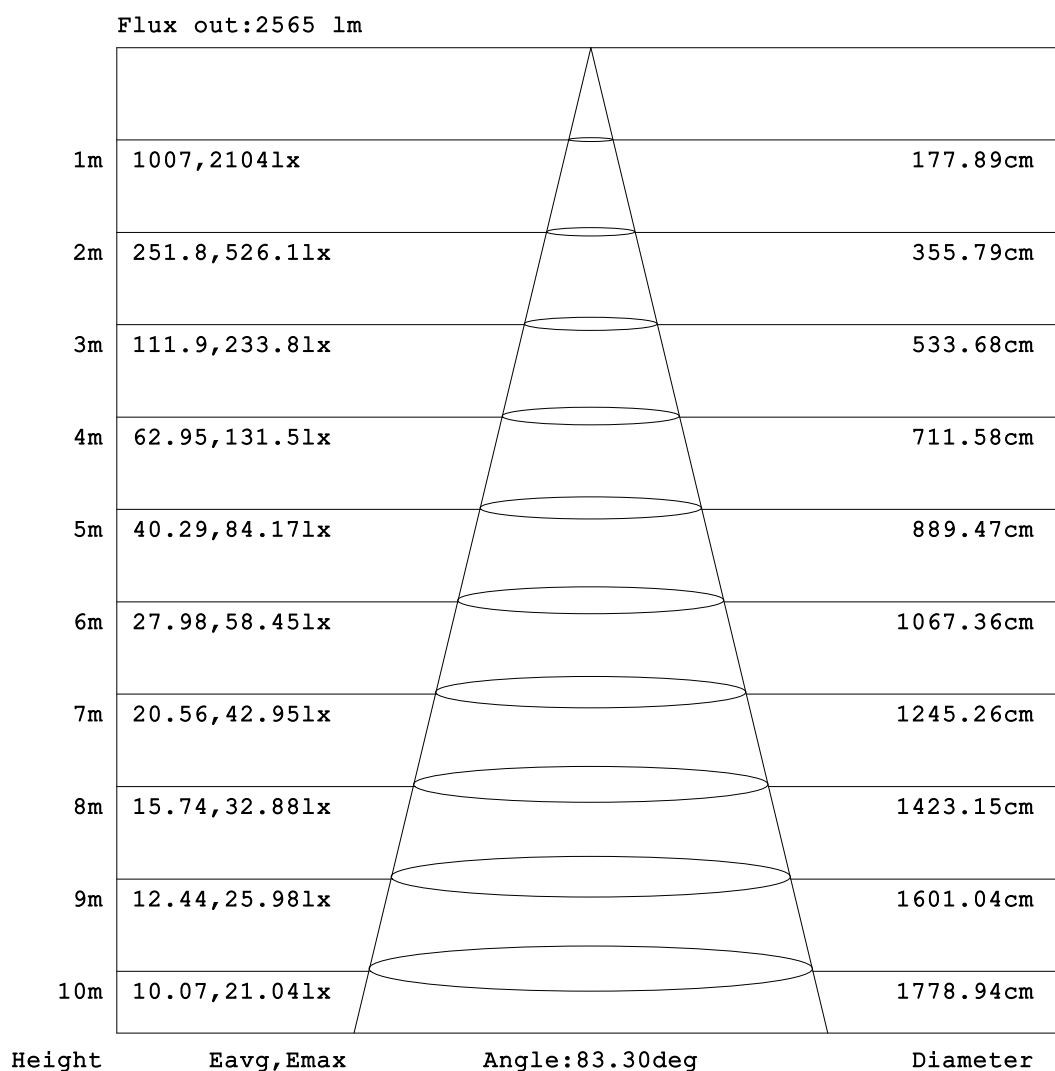 Flux out:2565 lm
1m 1007,2104lx 177.89cm
2m 251.8,526.1lx 355.79cm
3m 111.9,233.8lx 533.68cm
4m 62.95,131.5lx 711.58cm
5m 40.29,84.17lx 889.47cm
6m 27.98,58.45lx 1067.36cm
7m 20.56,42.95lx 1245.26cm
8m 15.74,32.88lx 1423.15cm
9m 12.44,25.98lx 1601.04cm
10m 10.07,21.04lx 1778.94cm
Height Eavg,Emax Angle:83.30deg Diameter